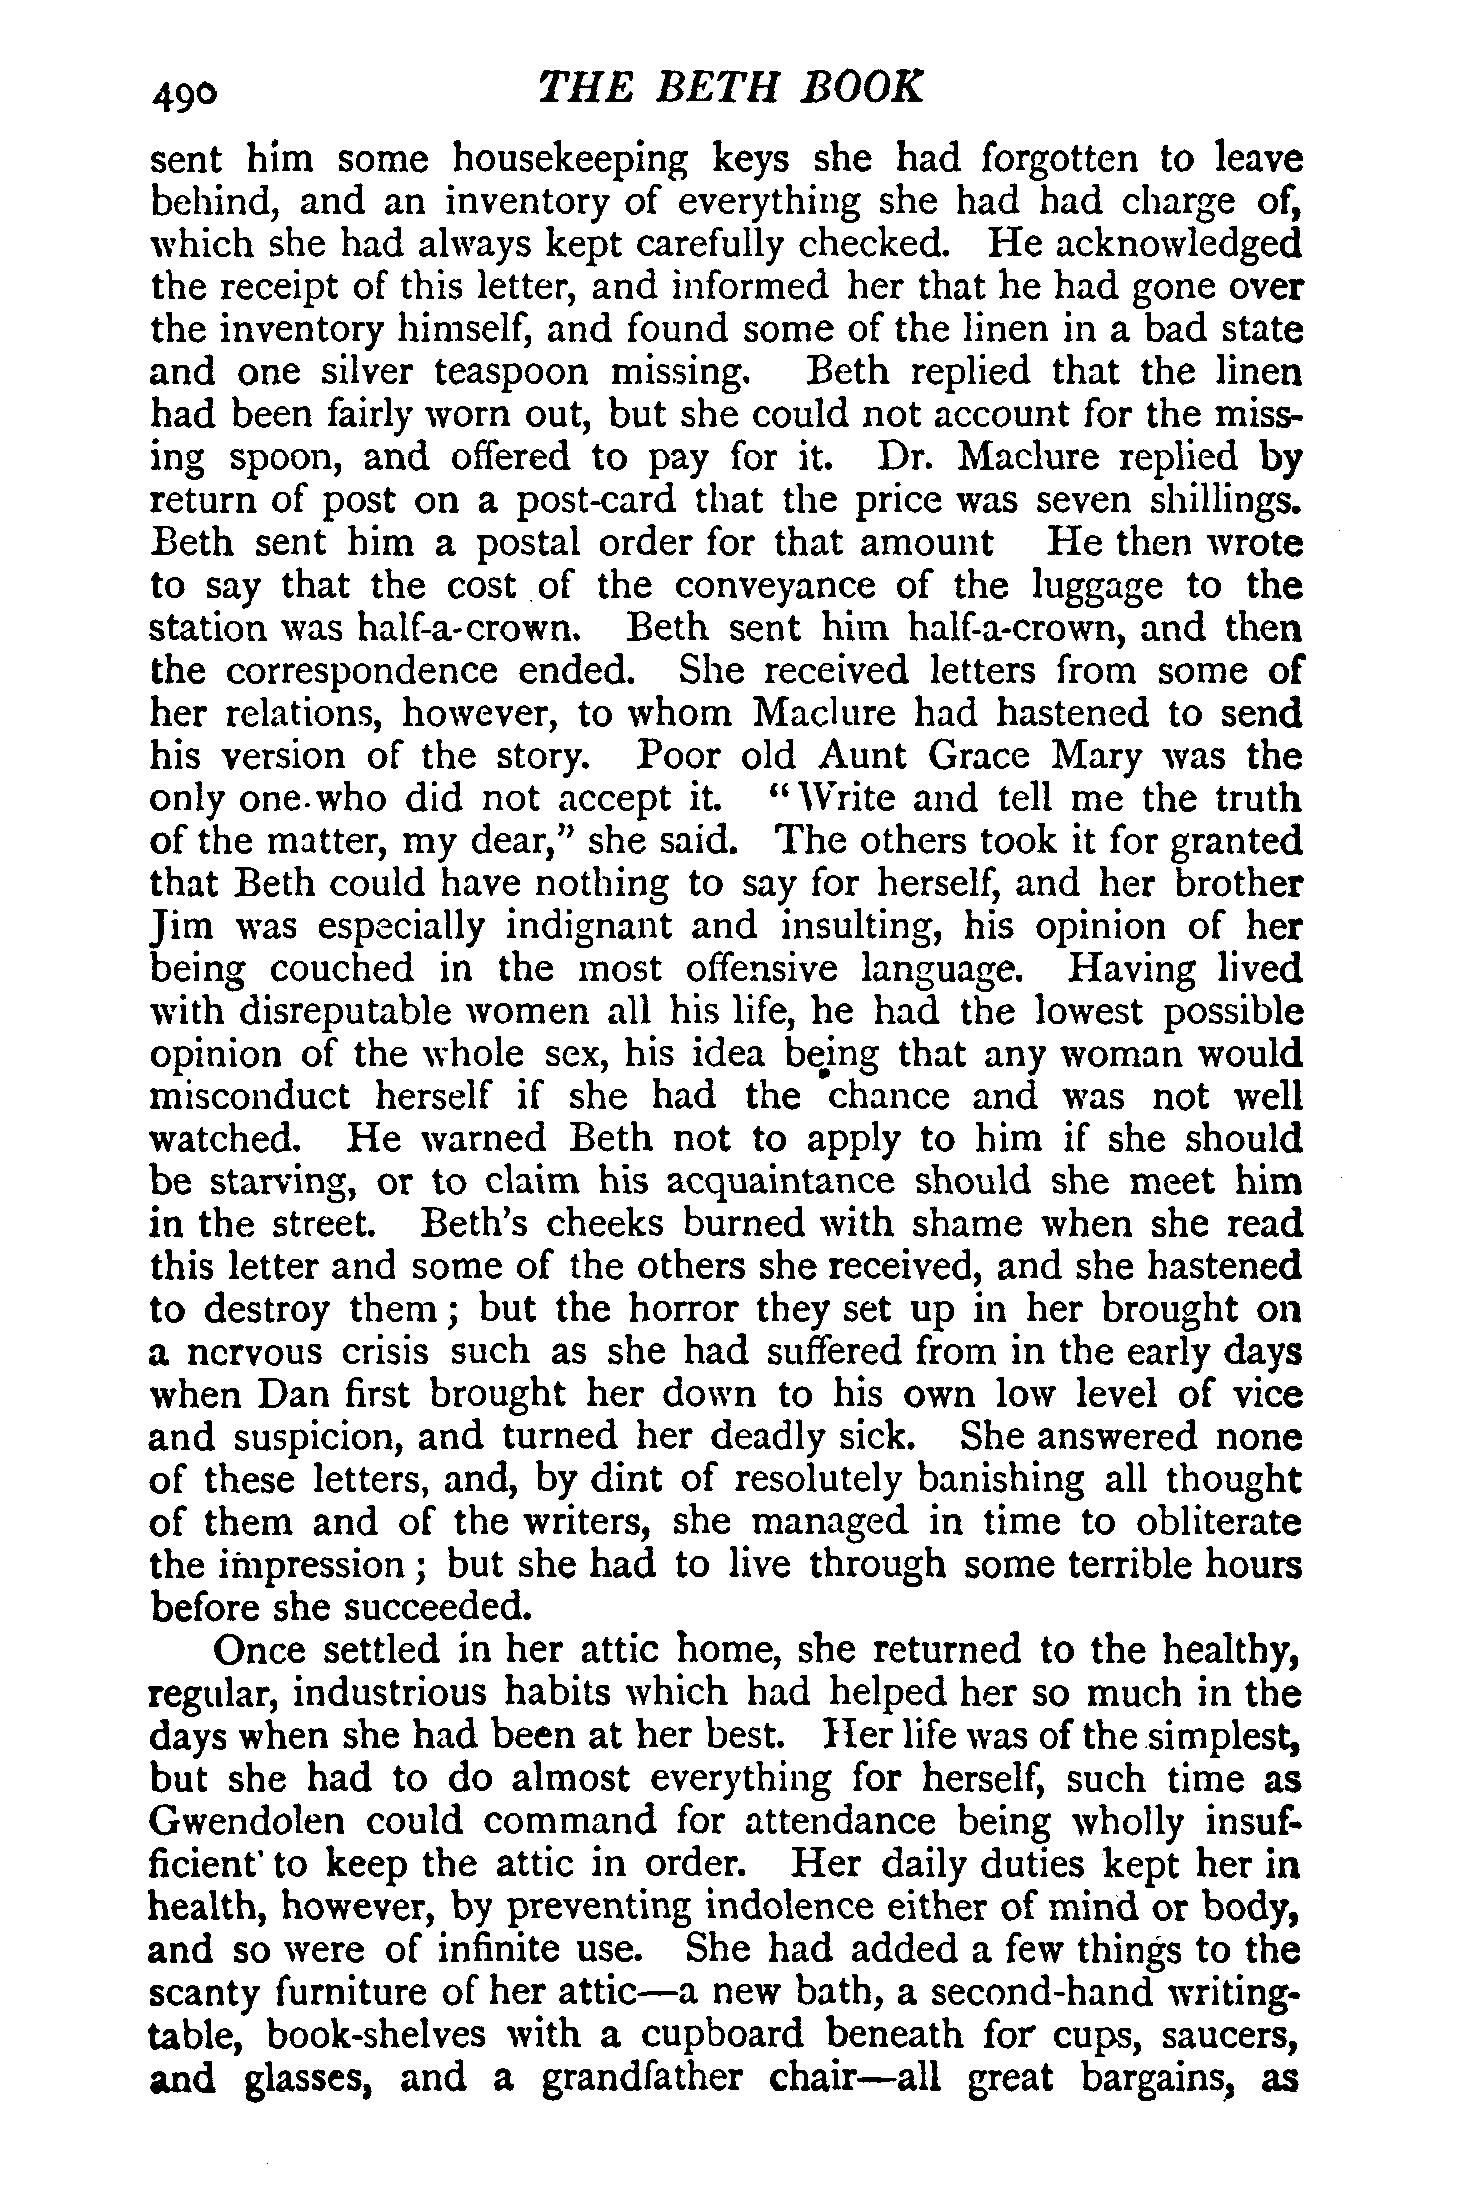 490 THE BETH BOOK
sent him some housekeeping keys she had forgotten to leave
behind, and an inventory of everything she had had charge of,
which she had always kept carefully checked. He acknowledged
the receipt of this letter, and informed her that he had gone over
the inventory himself, and found some of the linen in a bad state
and one silver teaspoon missing. Beth replied that the linen
had been fairly worn out, but she could not account for the miss-
ing spoon, and offered to pay for it. Dr. Maclure replied by
return of post on a post-card that the price was seven shillings.
Beth sent him a postal order for that amount He then wrote
to say that the cost of the conveyance of the luggage to the
station was half-a-crown. Beth sent him half-a-crown, and then
the correspondence ended. She received letters from some of
her relations, however, to whom Maclure had hastened to send
his version of the story. Poor old Aunt Grace Mary was the
only one who did not accept it. "Write and tell me the truth
of the matter, my dear," she said. The others took it for granted
that Beth could have nothing to say for herself, and her brother
Jim was especially indignant and insulting, his opinion of her
being couched in the most offensive language. Having lived
with disreputable women all his life, he had the lowest possible
opinion of the whole sex, his idea being that any woman would
misconduct herself if she had the chance and was not well
watched. He warned Beth not to apply to him if she should
be starving, or to claim his acquaintance should she meet him
in the street. Beth's cheeks burned with shame when she read
this letter and some of the others she received, and she hastened
to destroy them; but the horror they set up in her brought on
a nervous crisis such as she had suffered from in the early days
when Dan first brought her down to his own low level of vice
and suspicion, and turned her deadly sick. She answered none
of these letters, and, by dint of resolutely banishing all thought
of them and of the writers, she managed in time to obliterate
the impression; but she had to live through some terrible hours
before she succeeded.
Once settled in her attic home, she returned to the healthy,
regular, industrious habits which had helped her so much in the
days when she had been at her best. Her life was of the simplest,
but she had to do almost everything for herself, such time as
Gwendolen could command for attendance being wholly insuf-
ficient to keep the attic in order. Her daily duties kept her in
health, however, by preventing indolence either of mind or body,
and so were of infinite use. She had added a few things to the
scanty furniture of her attic—a new bath, a second-hand writing-
table, book-shelves with a cupboard beneath for cups, saucers,
and glasses, and a grandfather chair—all great bargains, as